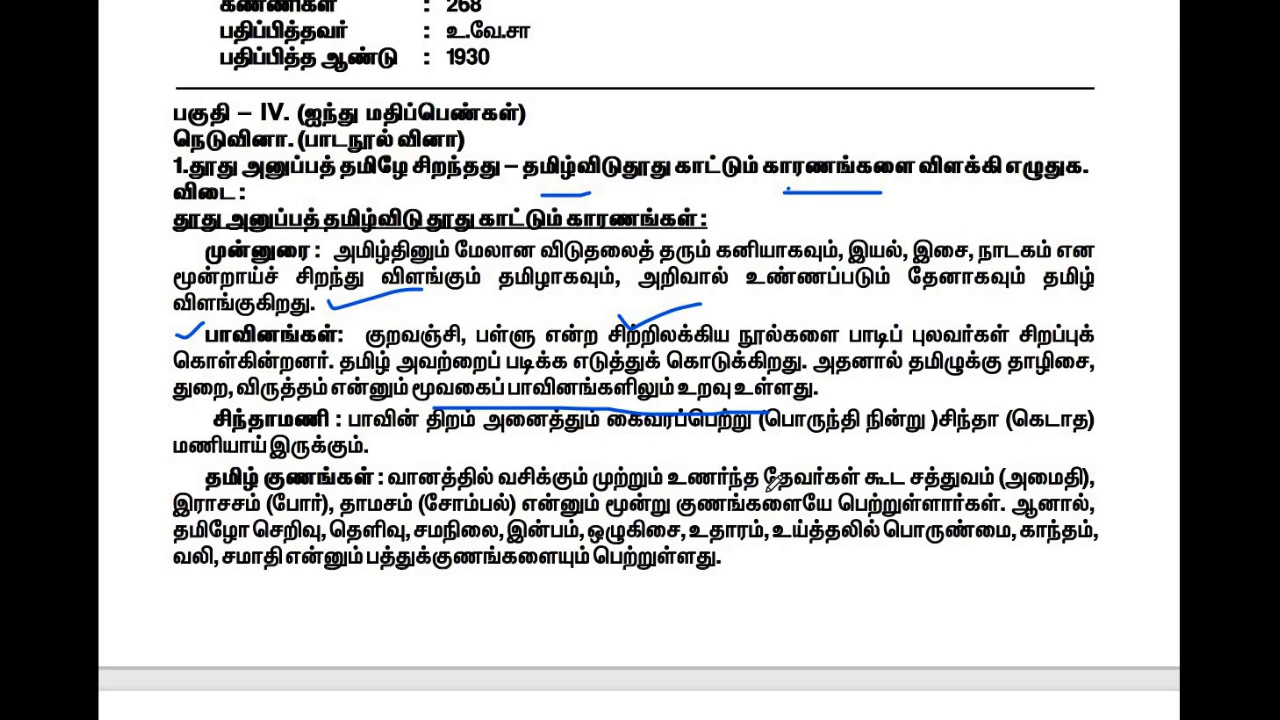 கண்ணிகள் : 268
பதிப்பித்தவர் : உ.வே.சா
பதிப்பித்த ஆண்டு : 1930
பகுதி – IV. (ஐந்து மதிப்பெண்கள்)
நெடுவினா. (பாடநூல் வினா)
1.தூது அனுப்பத் தமிழே சிறந்தது – தமிழ்விடுதூது காட்டும் காரணங்களை விளக்கி எழுதுக.
விடை :
தூது அனுப்பத் தமிழ்விடு தூது காட்டும் காரணங்கள் :
முன்னுரை : அமிழ்தினும் மேலான விடுதலைத் தரும் கனியாகவும், இயல், இசை, நாடகம் என
மூன்றாய்ச் சிறந்து விளங்கும் தமிழாகவும், அறிவால் உண்ணப்படும் தேனாகவும் தமிழ்
விளங்குகிறது.
பாவினங்கள்: குறவஞ்சி, பள்ளு என்ற சிற்றிலக்கிய நூல்களை பாடிப் புலவர்கள் சிறப்புக்
கொள்கின்றனர். தமிழ் அவற்றைப் படிக்க எடுத்துக் கொடுக்கிறது. அதனால் தமிழுக்கு தாழிசை,
துறை, விருத்தம் என்னும் மூவகைப் பாவினங்களிலும் உறவு உள்ளது.
சிந்தாமணி : பாவின் திறம் அனைத்தும் கைவரப்பெற்று (பொருந்தி நின்று )சிந்தா (கெடாத)
மணியாய் இருக்கும்.
தமிழ் குணங்கள் : வானத்தில் வசிக்கும் முற்றும் உணர்ந்த தேவர்கள் கூட சத்துவம் (அமைதி),
இராசசம் (போர்), தாமசம் (சோம்பல்) என்னும் மூன்று குணங்களையே பெற்றுள்ளார்கள். ஆனால்,
தமிழோ செறிவு, தெளிவு, சமநிலை, இன்பம், ஒழுகிசை, உதாரம், உய்த்தலில் பொருண்மை, காந்தம்,
வலி, சமாதி என்னும் பத்துக்குணங்களையும் பெற்றுள்ளது.